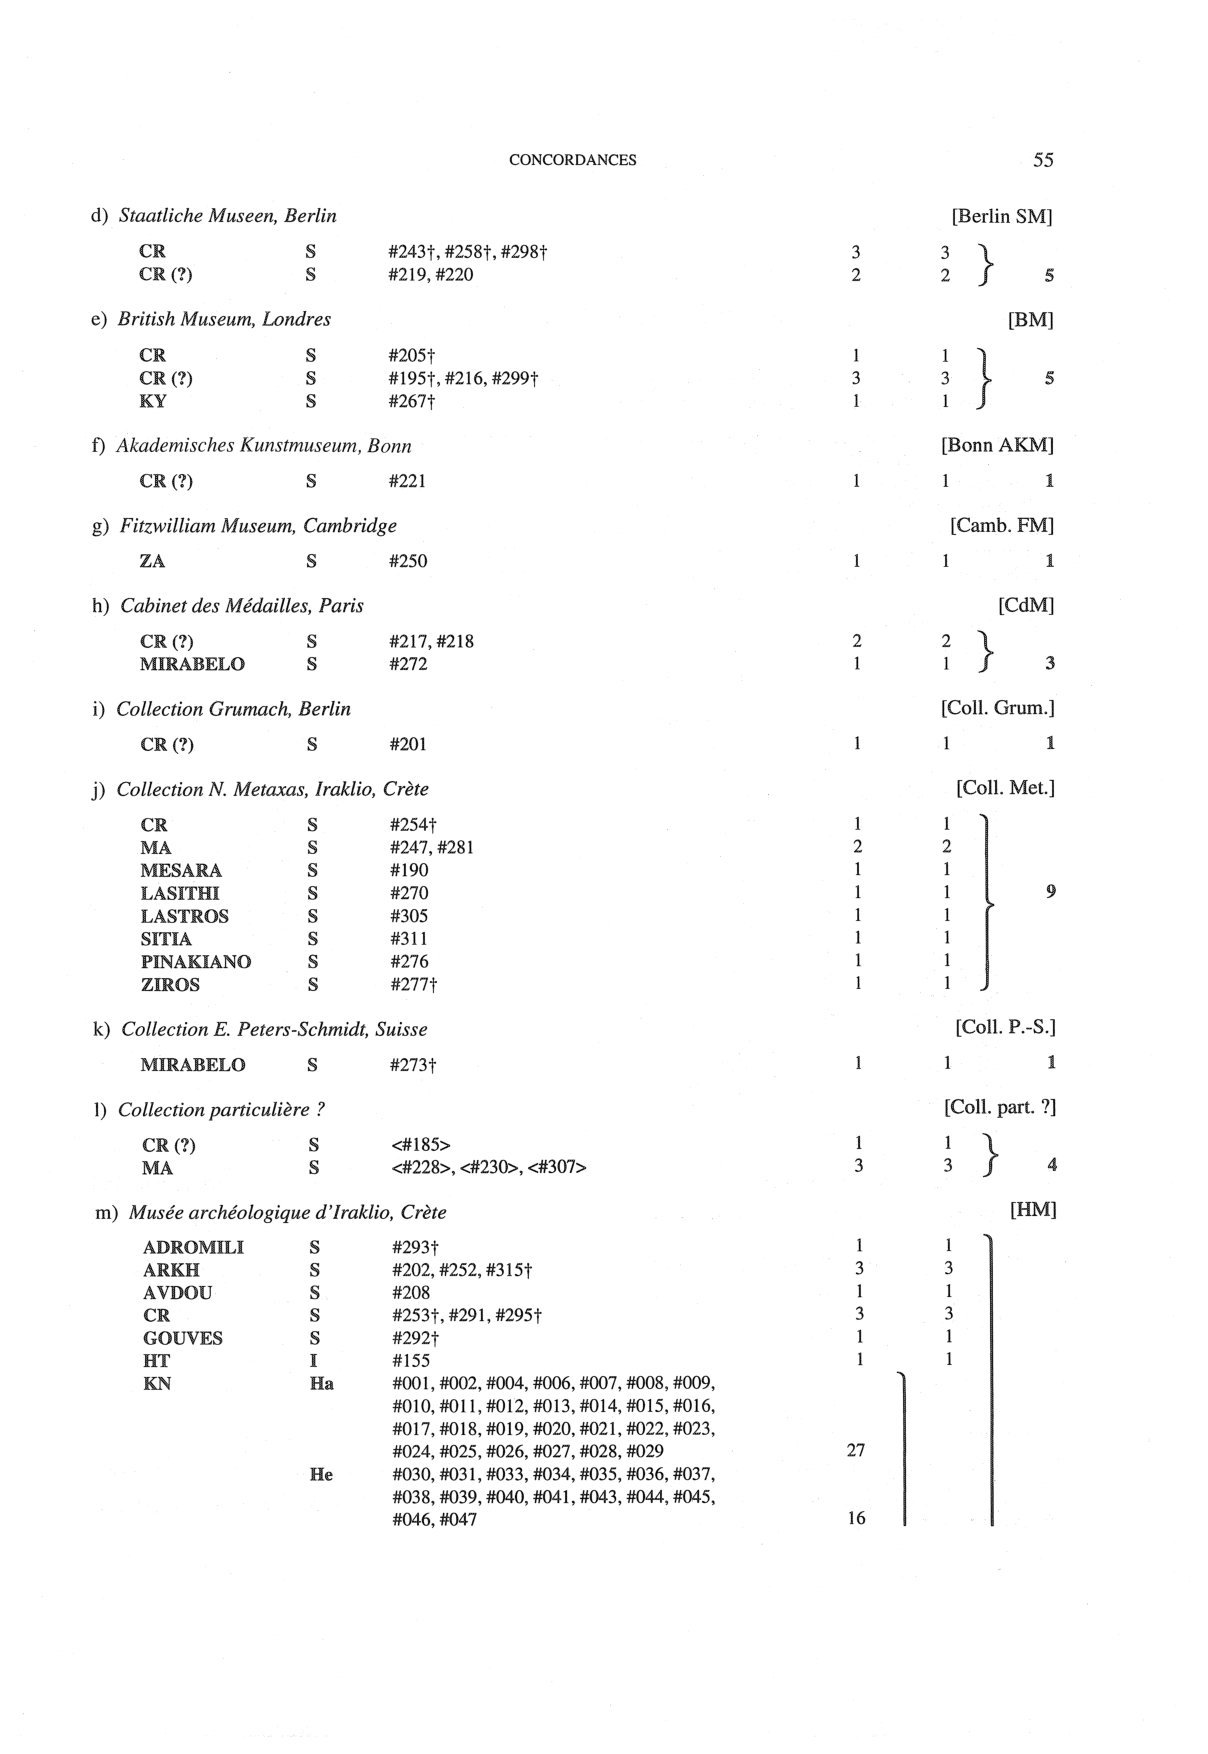 CONCORDANCES 55
d) Staatliche Museen, Berlin [Berlin SM]
CR S #243†, #258†, #298† 3 3
CR (?) S #219, #220 2 2 5
e) British Museum, Londres [BM]
CR S #205† 1 1
CR (?) S #195†, #216, #299† 3 3 5
KY S #267† 1 1
f) Akademisches Kunstmuseum, Bonn [Bonn AKM]
CR (?) S #221 1 1 1
g) Fitzwilliam Museum, Cambridge [Camb. FM]
ZA S #250 1 1 1
h) Cabinet des Médailles, Paris [CdM]
CR (?) S #217, #218 2 2
MIRABELO S #272 1 1 3
i) Collection Grumach, Berlin [Coll. Grum.]
CR (?) S #201 1 1 1
j) Collection N. Metaxas, Iraklio, Crète [Coll. Met.]
CR S #254† 1 1
MA S #247, #281 2 2
MESARA S #190 1 1
LASITHI S #270 1 1 9
LASTROS S #305 1 1
SITIA S #311 1 1
PINAKIANO S #276 1 1
ZIROS S #277† 1 1
k) Collection E. Peters-Schmidt, Suisse [Coll. P.-S.]
MIRABELO S #273† 1 1 1
l) Collection particulière ? [Coll. part. ?]
CR (?) S <#185> 1 1
MA S <#228>, <#230>, <#307> 3 3 4
m) Musée archéologique d'Iraklio, Crète [HM]
ADROMILI S #293† 1 1
ARKH S #202, #252, #315† 3 3
AVDOU S #208 1 1
CR S #253†, #291, #295† 3 3
GOUVES S #292† 1 1
HT I #155 1 1
KN Ha #001, #002, #004, #006, #007, #008, #009,
#010, #011, #012, #013, #014, #015, #016,
#017, #018, #019, #020, #021, #022, #023,
#024, #025, #026, #027, #028, #029 27
He #030, #031, #033, #034, #035, #036, #037,
#038, #039, #040, #041, #043, #044, #045,
#046, #047 16